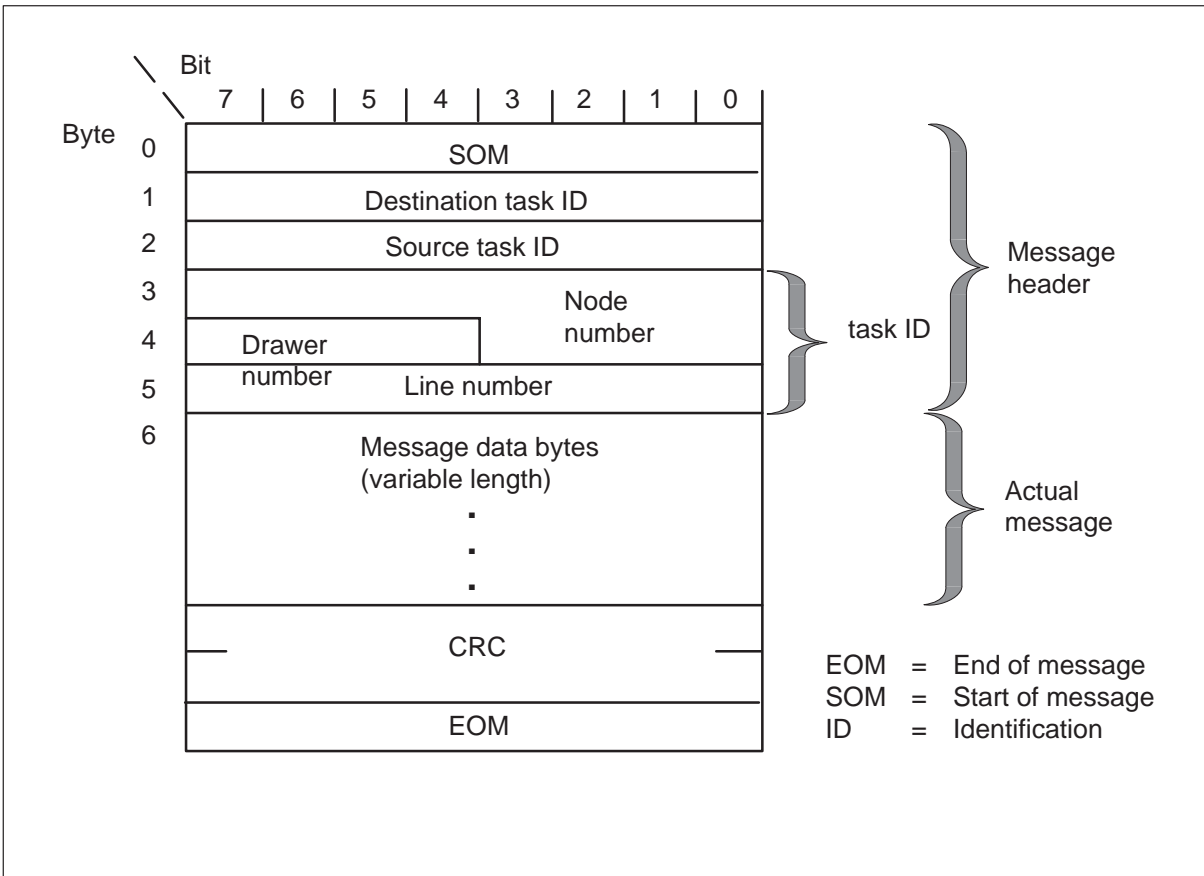 Bit
7 6 5 4 3 2 1 0
Byte
0 SOM
1 Destination task ID
2 Source task ID
3
Node
number
4
Drawer
number
5 Line number
task ID
Message
header
6
Message data bytes
(variable length)
.
.
.
Actual
message
CRC
EOM
EOM = End of message
SOM = Start of message
ID = Identification